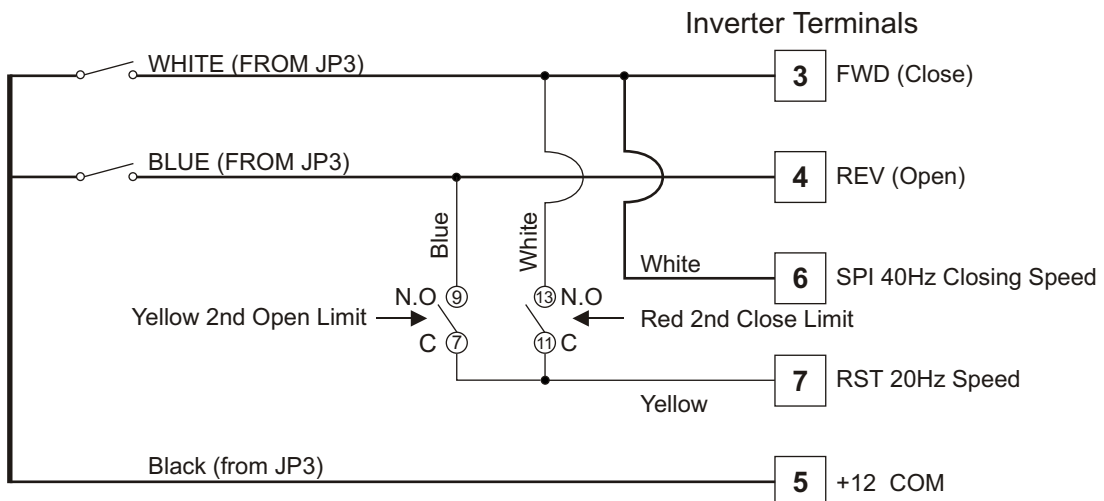 Inverter Terminals
WHITE (FROM JP3)
3 FWD (Close)
BLUE (FROM JP3)
4 REV (Open)
Blue
White
White
6 SPI 40Hz Closing Speed
N.O 9
13 N.O
Yellow 2nd Open Limit
Red 2nd Close Limit
C 7
11 C
7 RST 20Hz Speed
Yellow
Black (from JP3)
5 +12 COM